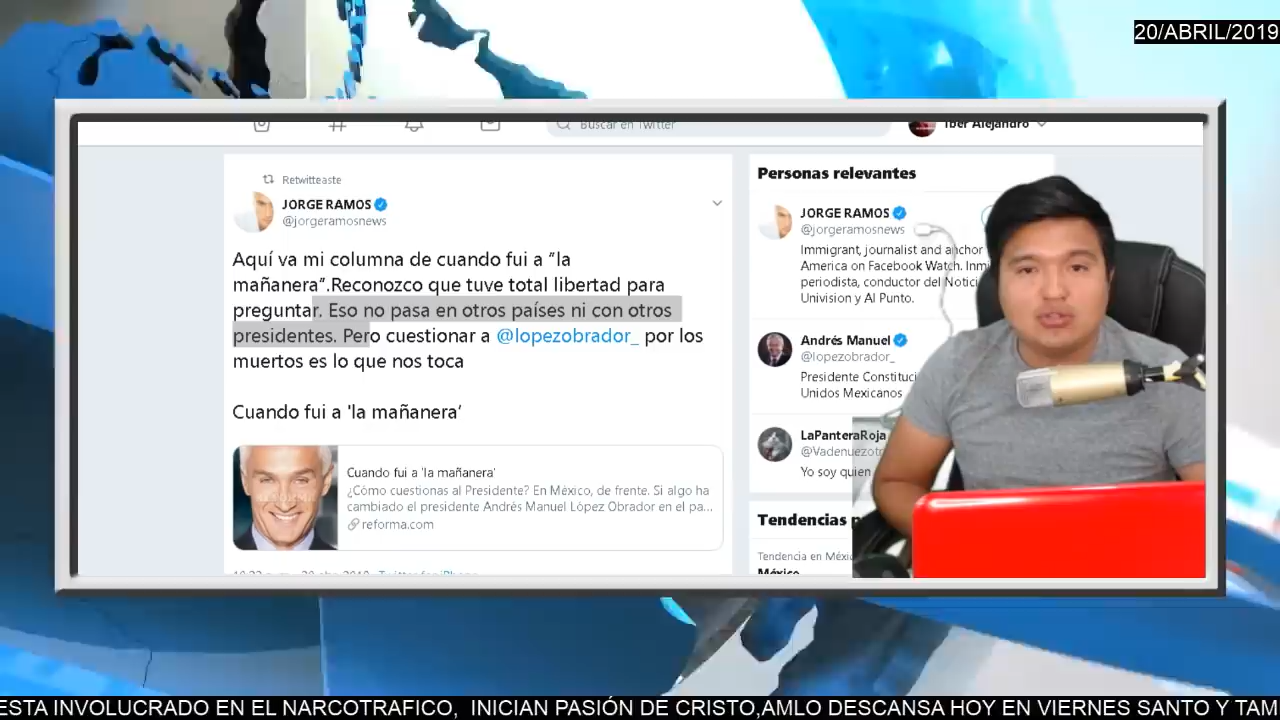 20/ABRIL/2019
Buscar en Twitter
Iber Alejandro
Retwitteaste
JORGE RAMOS
@jorgeramosnews
Aquí va mi columna de cuando fui a “la
mañanera”.Reconozco que tuve total libertad para
preguntar. Eso no pasa en otros países ni con otros
presidentes. Pero cuestionar a @lopezobrador_ por los
muertos es lo que nos toca
Cuando fui a 'la mañanera'
Cuando fui a 'la mañanera'
¿Cómo cuestionas al Presidente? En México, de frente. Si algo ha
cambiado el presidente Andrés Manuel López Obrador en el pa...
reforma.com
Personas relevantes
JORGE RAMOS
@jorgeramosnews
Immigrant, journalist and anchor
America on Facebook Watch.
periodista, conductor del
Univision y Al Punto.
Andrés Manuel
@lopezobrador_
Presidente
Unidos Mexicanos
LaPanteraRoja
Yo soy quien
Tendencias
Tendencia en
México
ESTA INVOLUCRADO EN EL NARCOTRAFICO, INICIAN PASIÓN DE CRISTO,AMLO DESCANSA HOY EN VIERNES SANTO Y TAM